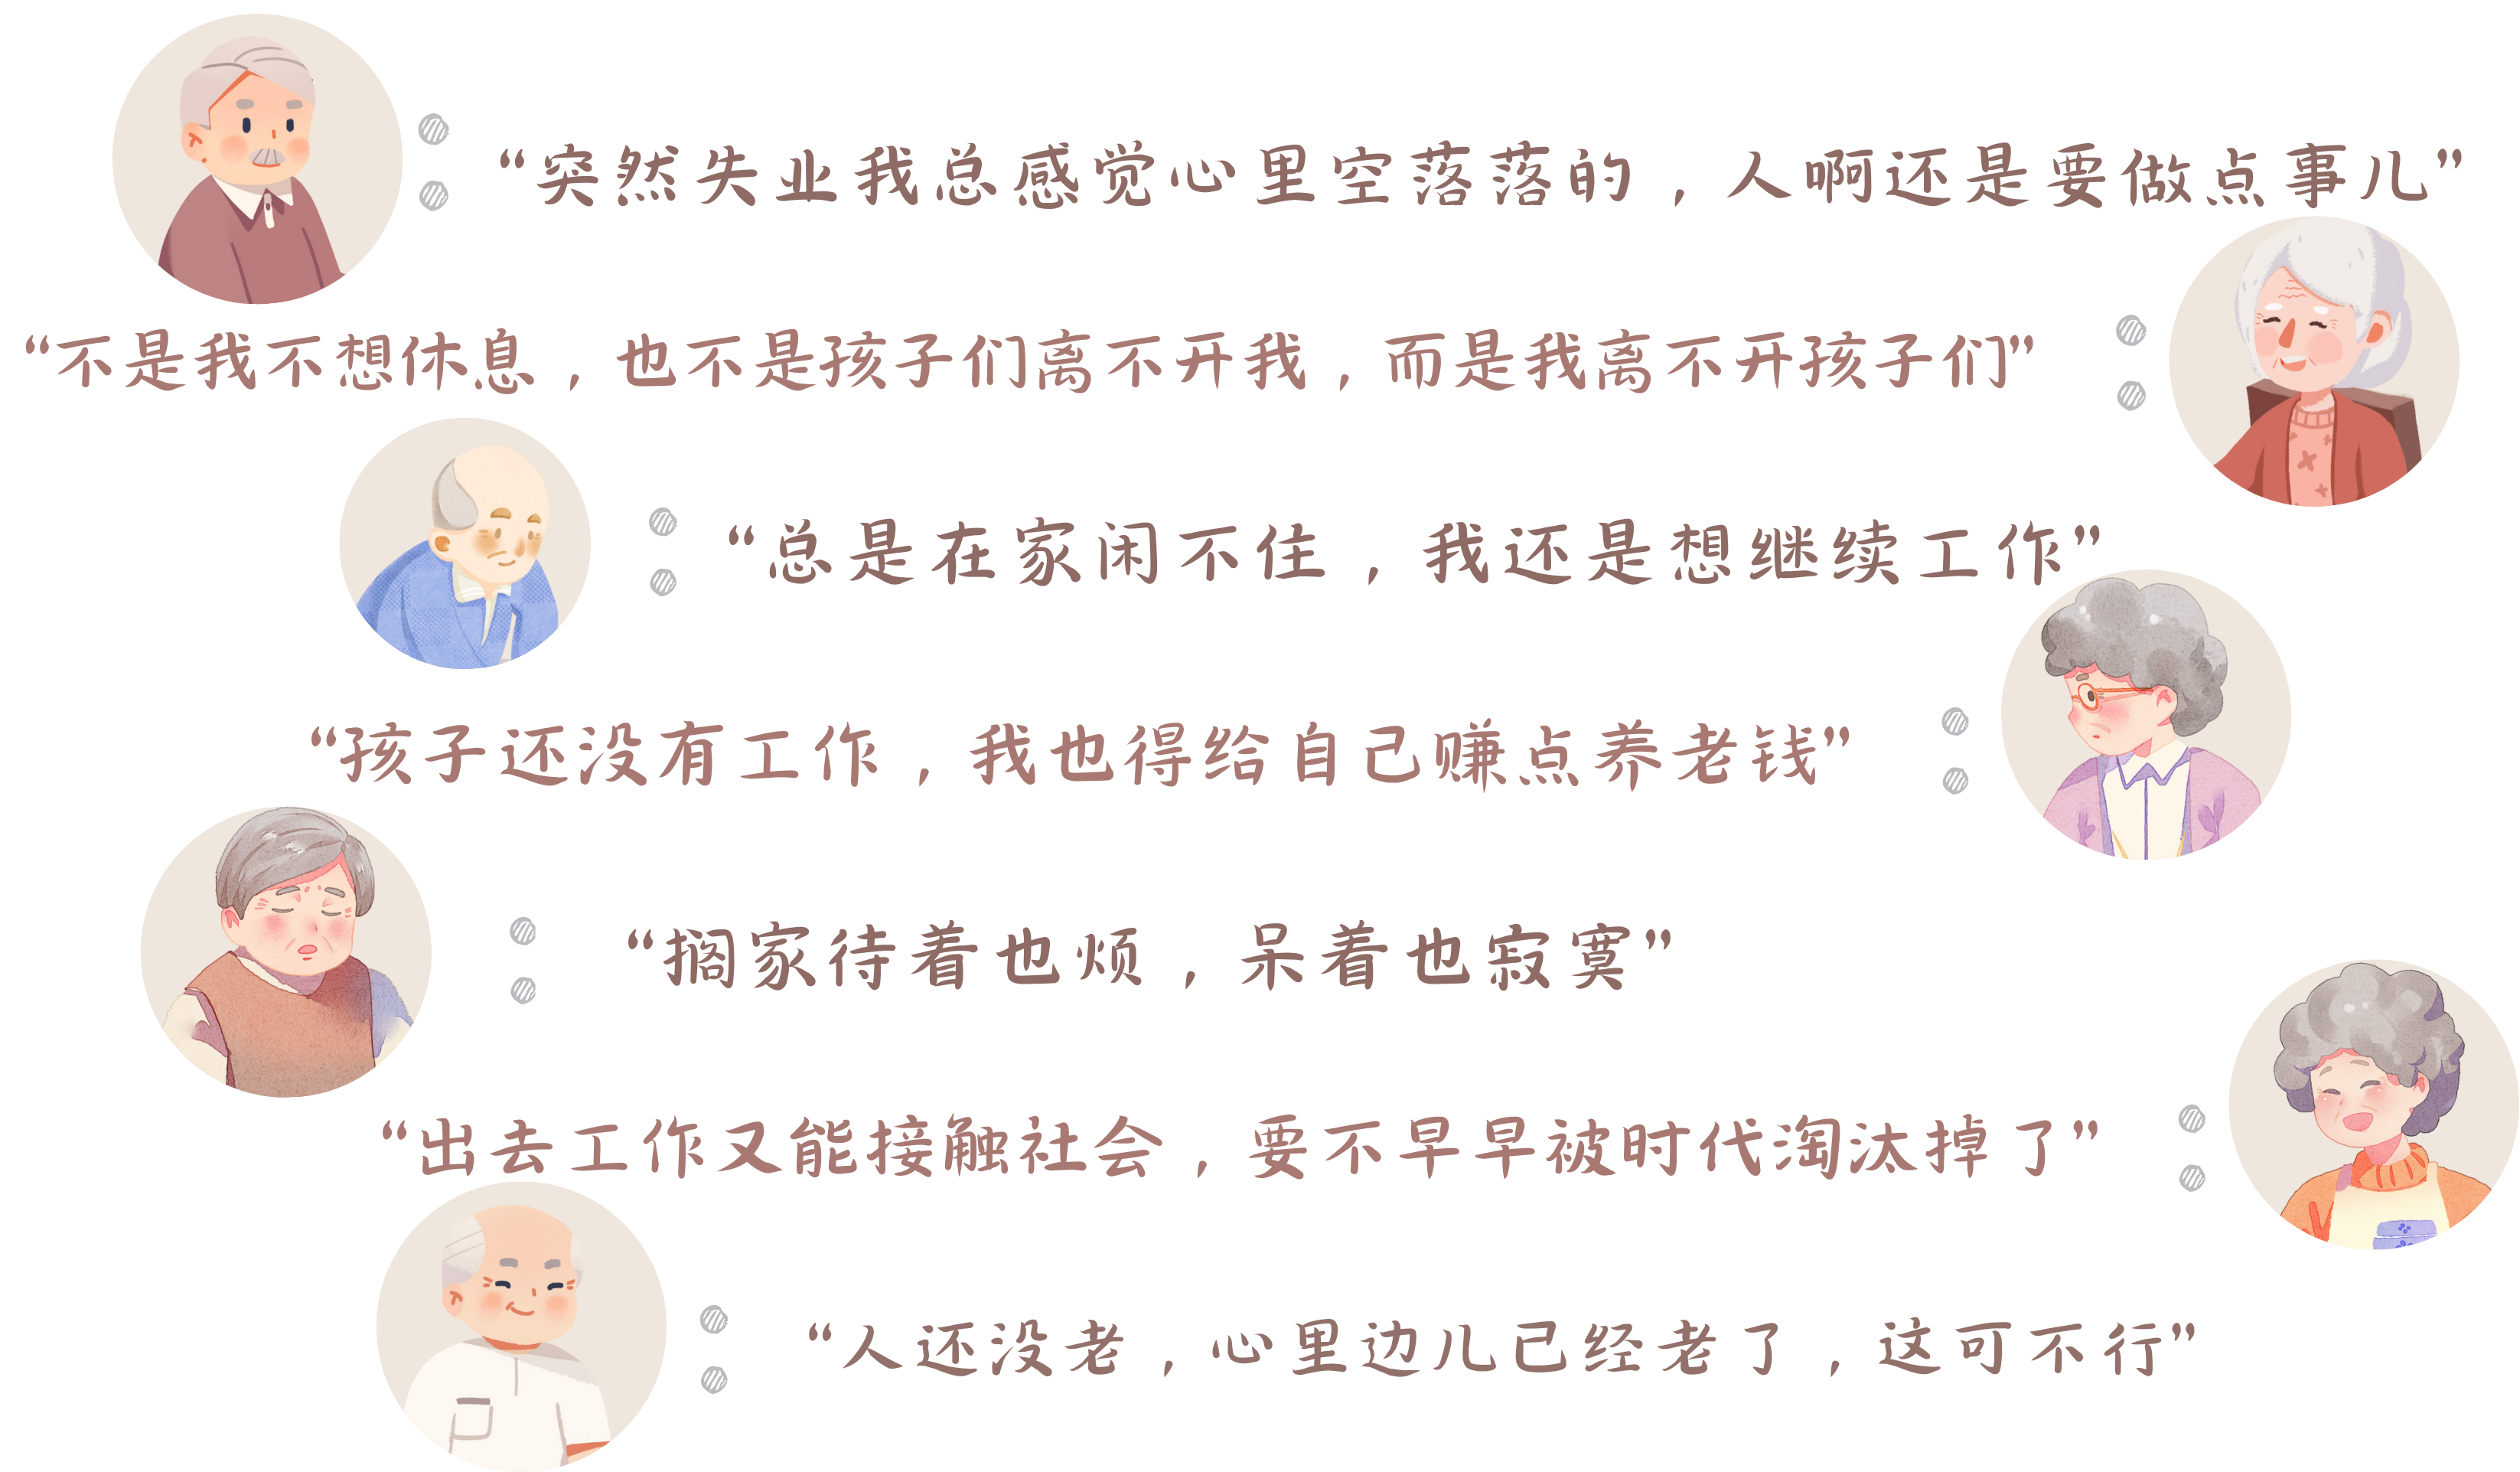 “突然失业我总感觉心里空落落的，人啊还是要做点事儿”
“不是我不想休息，也不是孩子们离不开我，而是我离不开孩子们”
“总是在家闲不住，我还是想继续工作”
“孩子还没有工作，我也得给自己赚点养老钱”
“搁家待着也烦，呆着也寂寞”
“出去工作又能接触社会，要不早早被时代淘汰掉了”
“人还没老，心里边儿已经老了，这可不行”